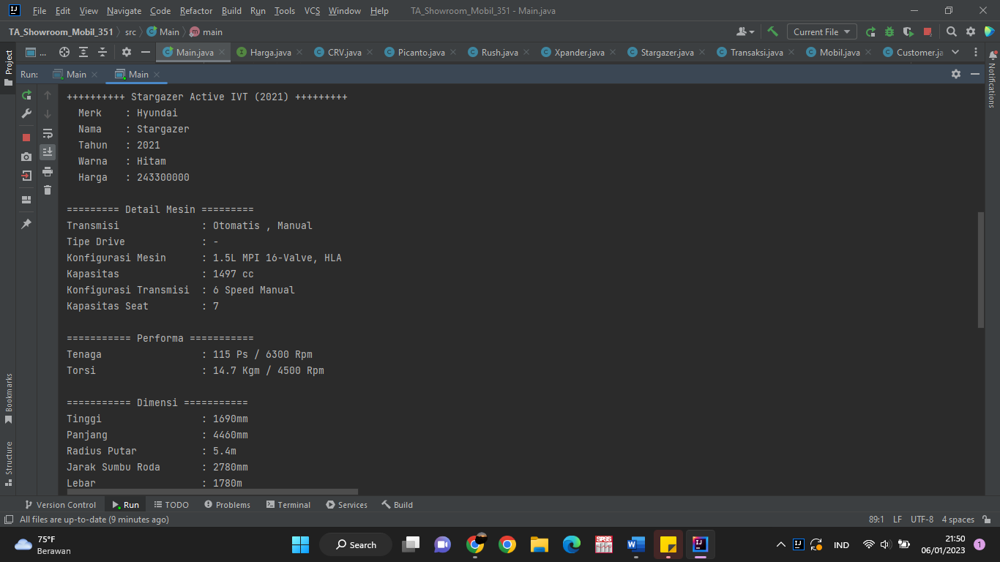 File Edit View Navigate Code Refactor Build Run Tools VCS Window Help TA_Showroom_Mobil_351 - Main.java
TA_Showroom_Mobil_351 src Main main Current File
Project
... Main.java Harga.java CRV.java Picanto.java Rush.java Xpander.java Stargazer.java Transaksi.java Mobil.java Customer.ja
Notifications
Run: Main Main
++++++++++ Stargazer Active IVT (2021) +++++++++
Merk : Hyundai
Nama : Stargazer
Tahun : 2021
Warna : Hitam
Harga : 243300000
========= Detail Mesin =========
Transmisi : Otomatis , Manual
Tipe Drive : -
Konfigurasi Mesin : 1.5L MPI 16-Valve, HLA
Kapasitas : 1497 cc
Konfigurasi Transmisi : 6 Speed Manual
Kapasitas Seat : 7
=========== Performa ===========
Tenaga : 115 Ps / 6300 Rpm
Torsi : 14.7 Kgm / 4500 Rpm
=========== Dimensi ===========
Tinggi : 1690mm
Panjang : 4460mm
Radius Putar : 5.4m
Jarak Sumbu Roda : 2780mm
Lebar : 1780m
Bookmarks
Structure
Version Control Run TODO Problems Terminal Services Build
All files are up-to-date (9 minutes ago) 89:1 LF UTF-8 4 spaces
75°F
Berawan
Search
SPSS
IND
21:50
06/01/2023
1